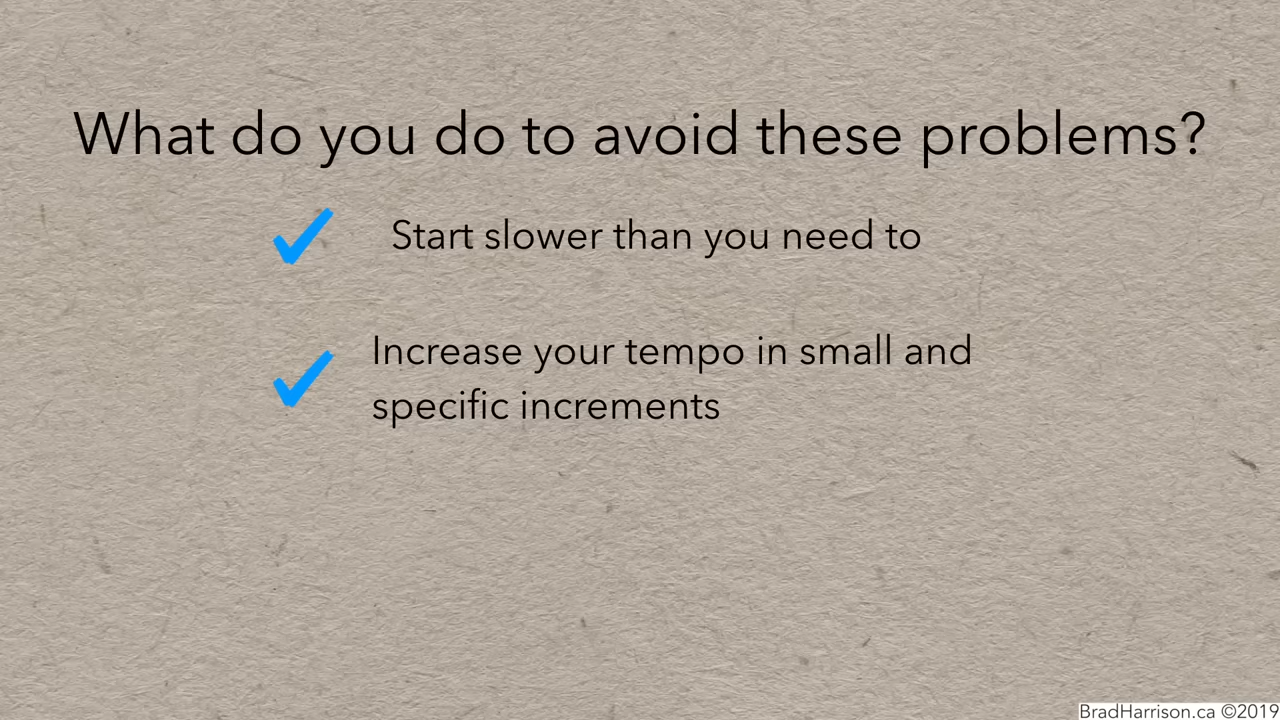 What do you do to avoid these problems?
Start slower than you need to
Increase your tempo in small and
specific increments
BradHarrison.ca ©2019